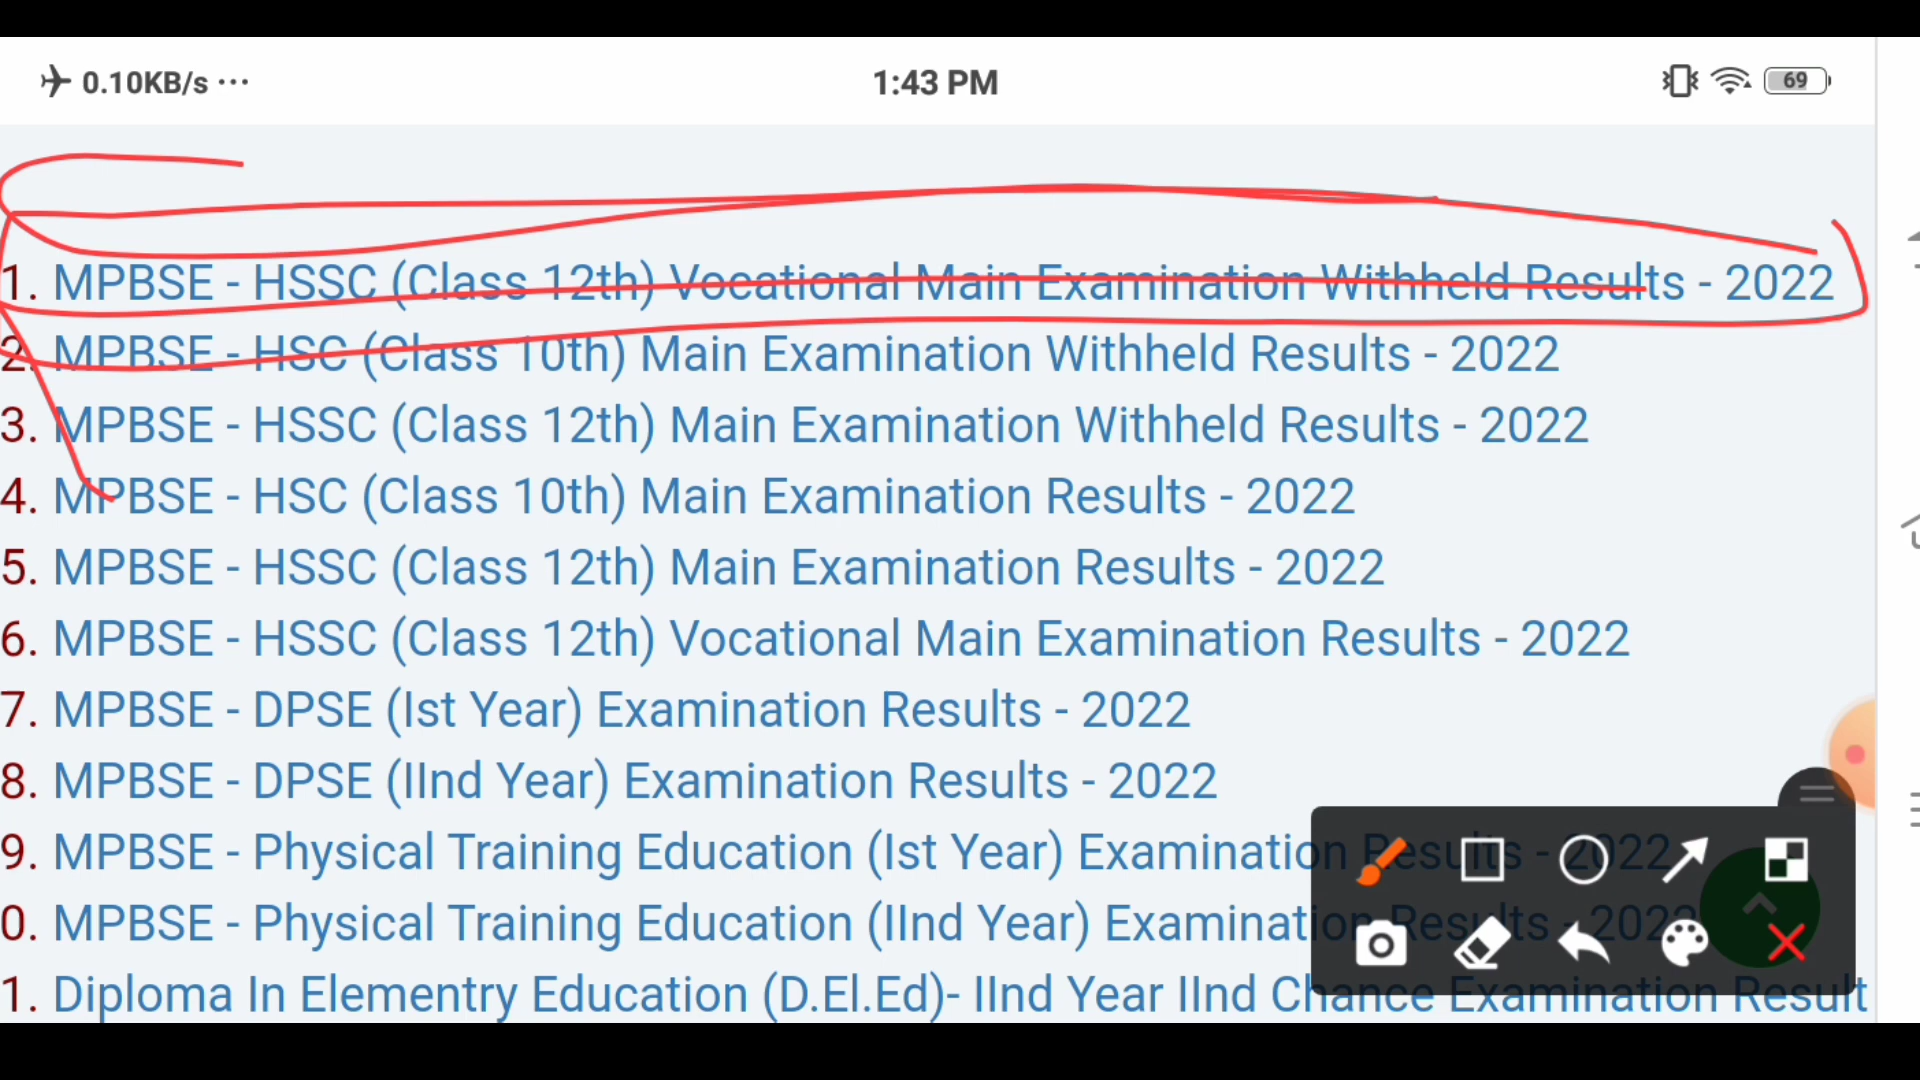 0.10KB/s ...
1:43 PM
69
1. MPBSE - HSSC (Class 12th) Vocational Main Examination Withheld Results - 2022
2. MPBSE - HSC (Class 10th) Main Examination Withheld Results - 2022
3. MPBSE - HSSC (Class 12th) Main Examination Withheld Results - 2022
4. MPBSE - HSC (Class 10th) Main Examination Results - 2022
5. MPBSE - HSSC (Class 12th) Main Examination Results - 2022
6. MPBSE - HSSC (Class 12th) Vocational Main Examination Results - 2022
7. MPBSE - DPSE (Ist Year) Examination Results - 2022
8. MPBSE - DPSE (IInd Year) Examination Results - 2022
9. MPBSE - Physical Training Education (Ist Year) Examination Results - 2022
0. MPBSE - Physical Training Education (IInd Year) Examination Results - 2022
1. Diploma In Elementry Education (D.El.Ed)- IInd Year IInd Chance Examination Result